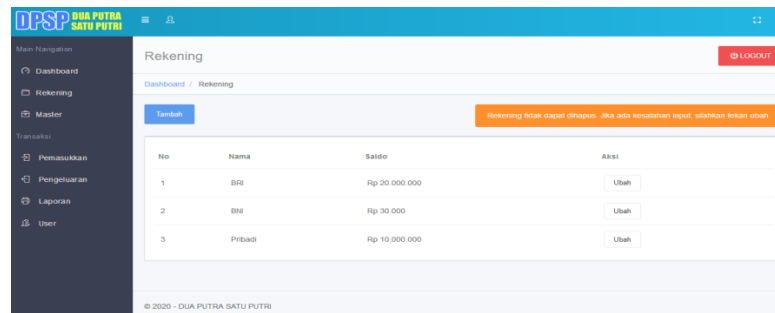 DPSP DUA PUTRA
SATU PUTRI
Main Navigation
Dashboard
Rekening
Master
Transaksi
Pemasukkan
Pengeluaran
Laporan
User
Rekening
LOGOUT
Dashboard / Rekening
Tambah
Rekening tidak dapat dihapus. Jika ada kesalahan input, silahkan tekan ubah
No Nama Saldo Aksi
1 BRI Rp 20.000.000 Ubah
2 BNI Rp 30.000 Ubah
3 Pribadi Rp 10.000.000 Ubah
© 2020 - DUA PUTRA SATU PUTRI